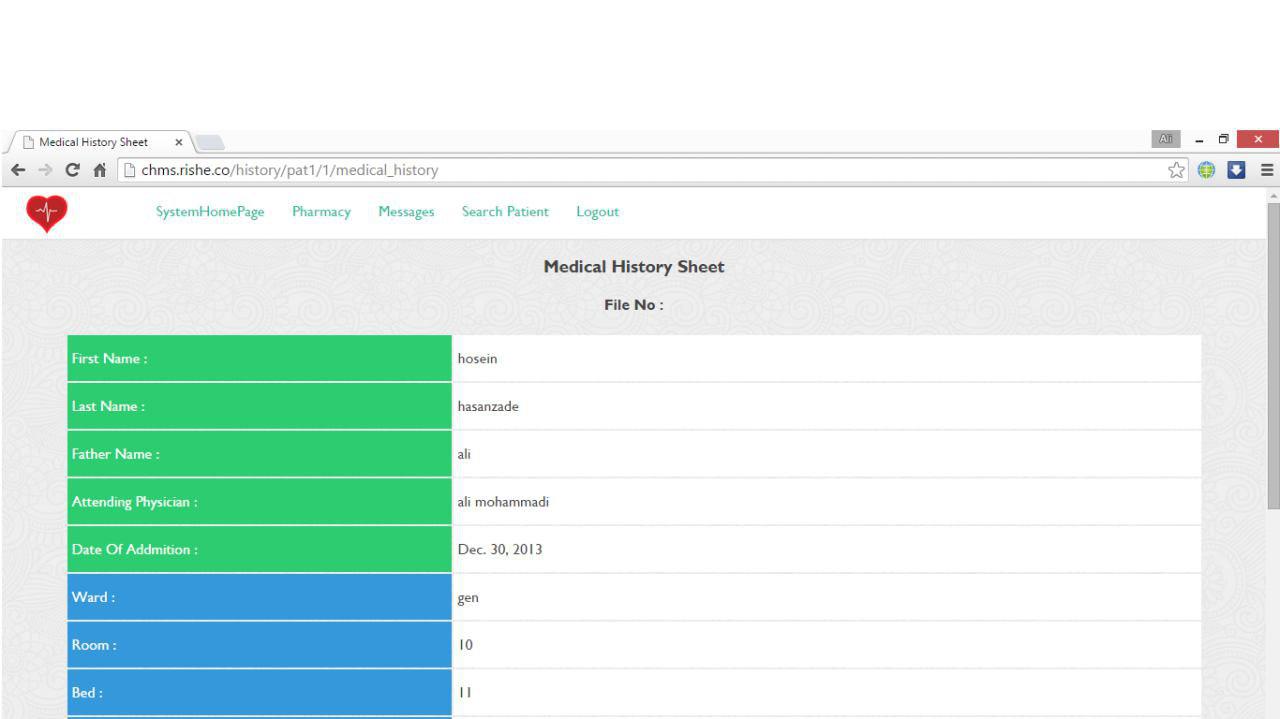 Medical History Sheet
Ali
chms.rishe.co/history/pat1/1/medical_history
SystemHomePage Pharmacy Messages Search Patient Logout
Medical History Sheet
File No :
First Name : hosein
Last Name : hasanzade
Father Name : ali
Attending Physician : ali mohammadi
Date Of Addmition : Dec. 30, 2013
Ward : gen
Room : 10
Bed : 11